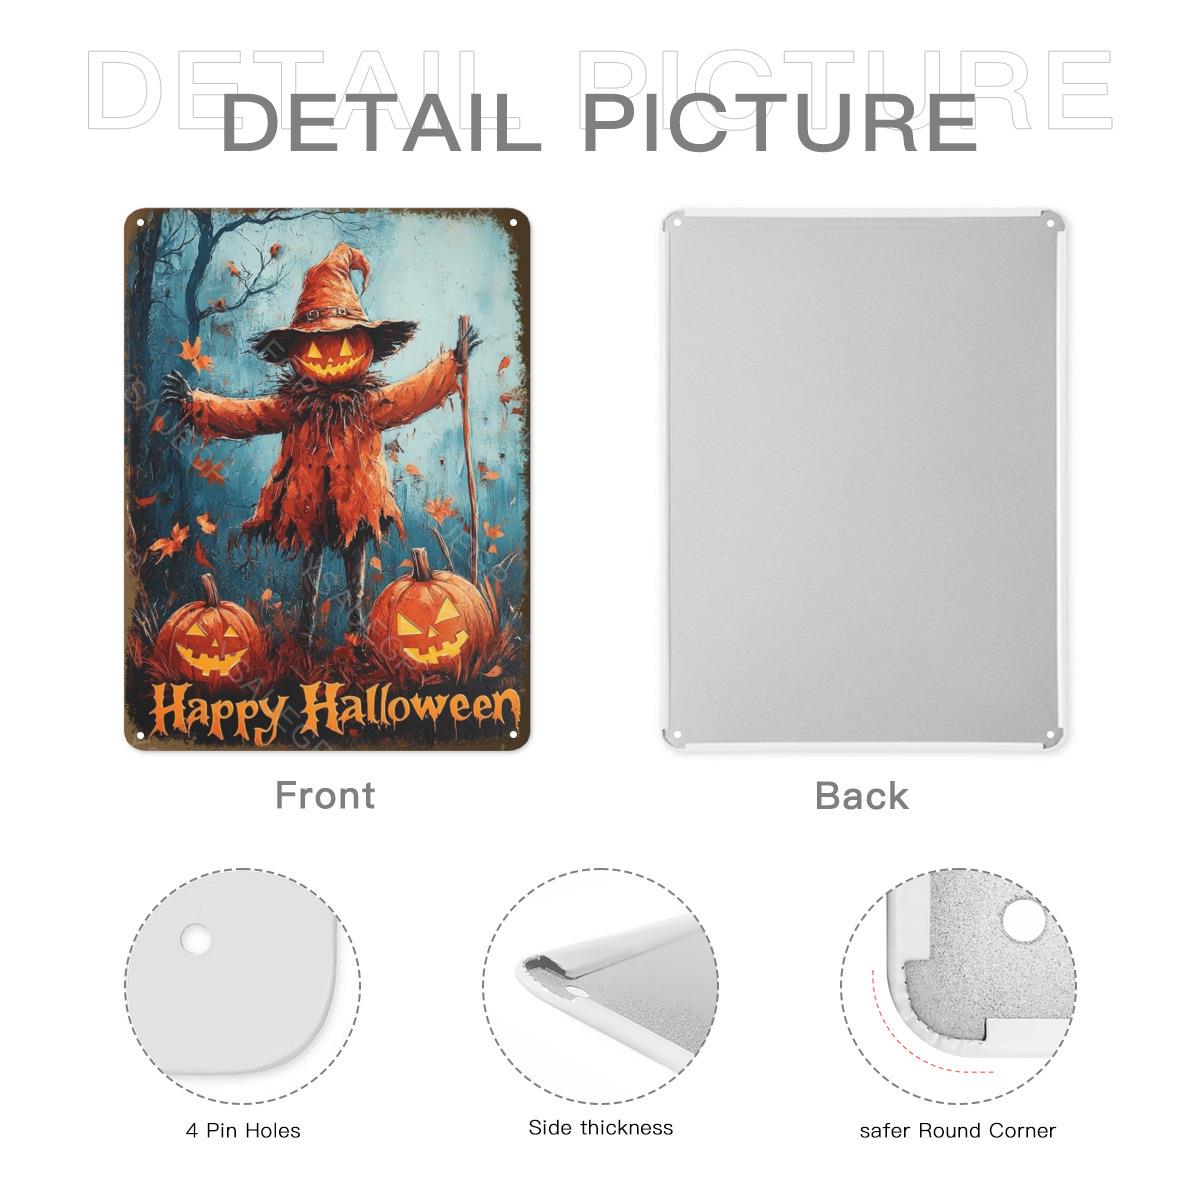 DETAIL PICTURE
DETAIL PICTURE
Happy Halloween
Front
Back
4 Pin Holes
Side thickness
safer Round Corner